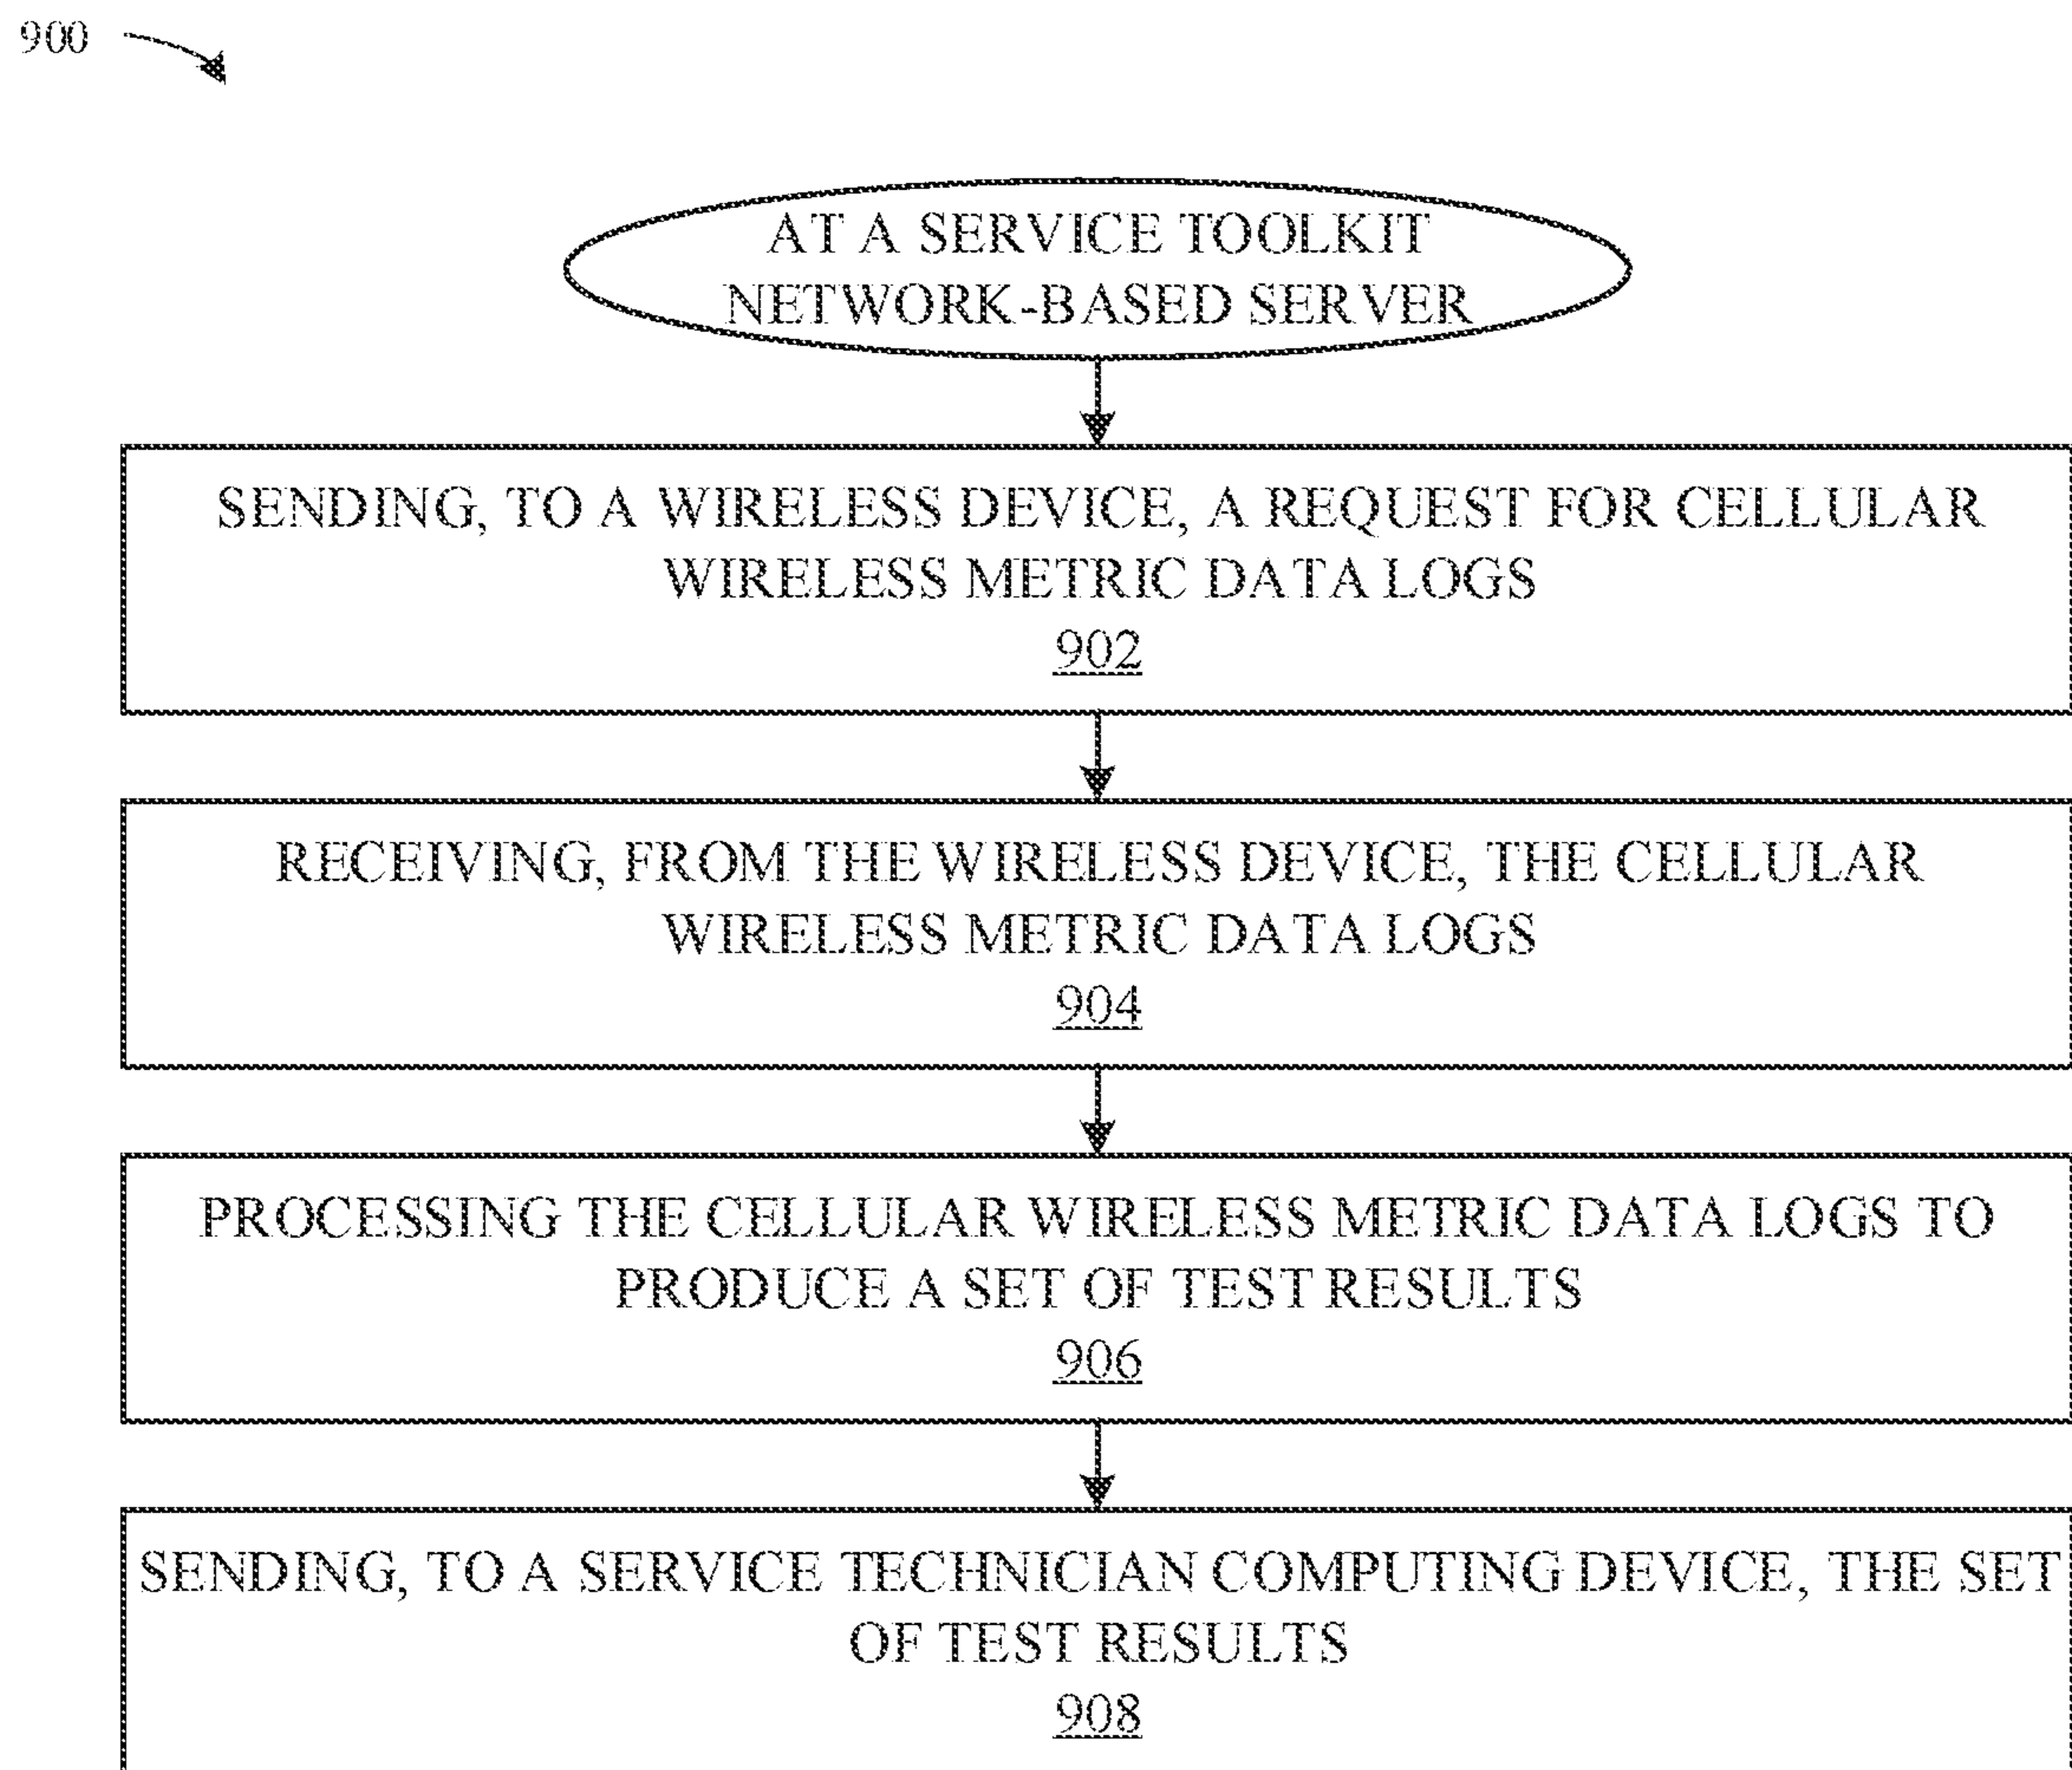 900
AT A SERVICE TOOLKIT
NETWORK-BASED SERVER
SENDING, TO A WIRELESS DEVICE, A REQUEST FOR CELLULAR
WIRELESS METRIC DATA LOGS
902
RECEIVING, FROM THE WIRELESS DEVICE, THE CELLULAR
WIRELESS METRIC DATA LOGS
904
PROCESSING THE CELLULAR WIRELESS METRIC DATA LOGS TO
PRODUCE A SET OF TEST RESULTS
906
SENDING, TO A SERVICE TECHNICIAN COMPUTING DEVICE, THE SET
OF TEST RESULTS
908